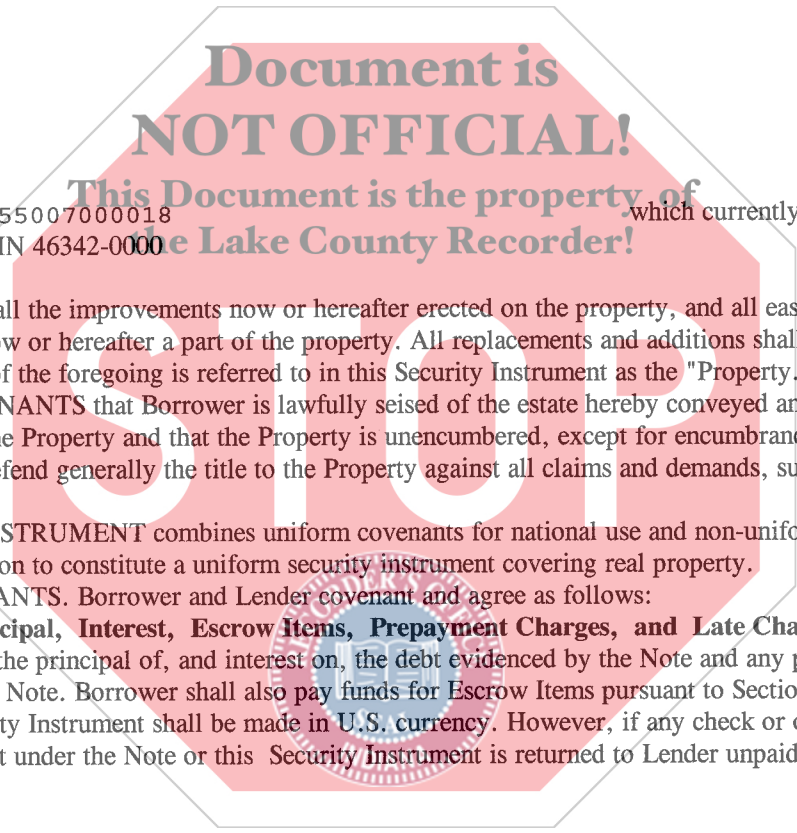 Document is
NOT OFFICIAL!
This Document is the property of
the Lake County Recorder!
55007000018 which currently
IN 46342-0000
all the improvements now or hereafter erected on the property, and all eas
ow or hereafter a part of the property. All replacements and additions shal
of the foregoing is referred to in this Security Instrument as the "Property.
NANTS that Borrower is lawfully seised of the estate hereby conveyed an
he Property and that the Property is unencumbered, except for encumbranc
efend generally the title to the Property against all claims and demands, su
STRUMENT combines uniform covenants for national use and non-unifo
on to constitute a uniform security instrument covering real property.
ANTS. Borrower and Lender covenant and agree as follows:
cipal, Interest, Escrow Items, Prepayment Charges, and Late Cha
the principal of, and interest on, the debt evidenced by the Note and any p
Note. Borrower shall also pay funds for Escrow Items pursuant to Sectio
ty Instrument shall be made in U.S. currency. However, if any check or o
t under the Note or this Security Instrument is returned to Lender unpaid
STOP